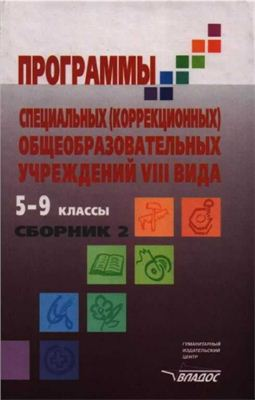 ПРОГРАММЫ
СПЕЦИАЛЬНЫХ (КОРРЕКЦИОННЫХ)
ОБЩЕОБРАЗОВАТЕЛЬНЫХ
УЧРЕЖДЕНИЙ VIII ВИДА
5-9 КЛАССЫ
СБОРНИК 2
ГУМАНИТАРНЫЙ
ИЗДАТЕЛЬСКИЙ
ЦЕНТР
ВЛАДОС